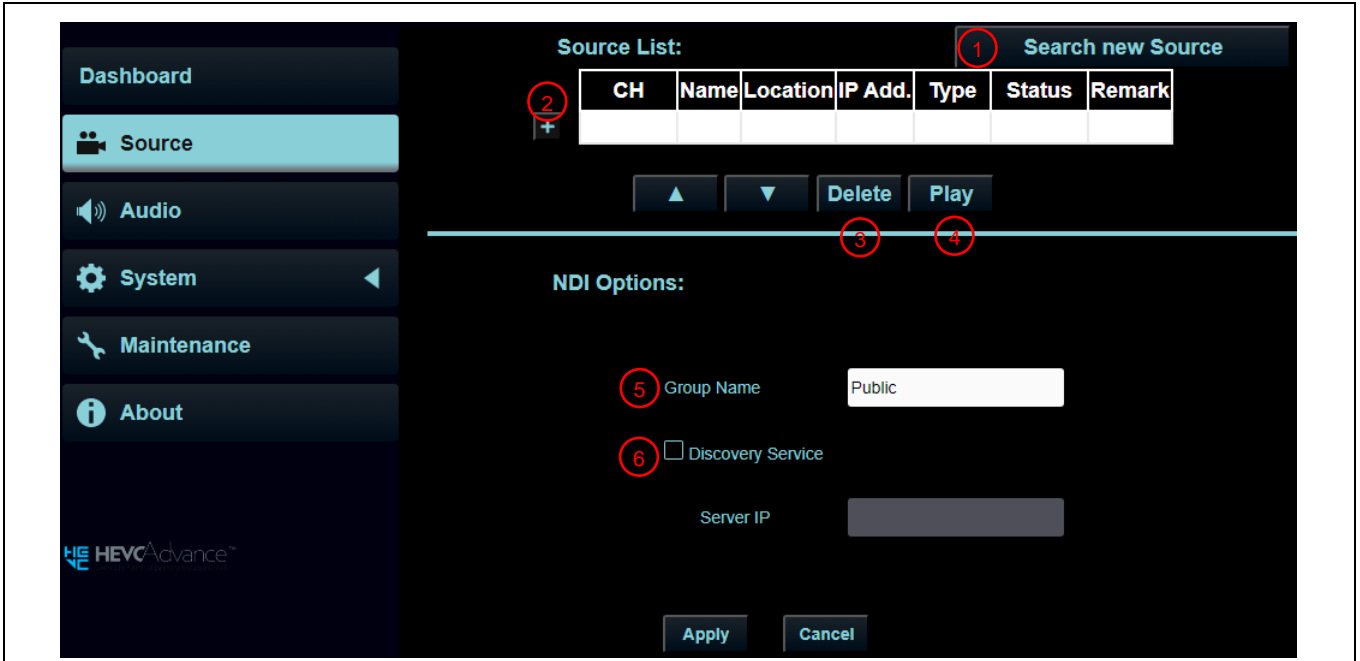 Dashboard
Source
Audio
System
Maintenance
About
HEVCAdvance™
Source List:
1 Search new Source
2
CH Name Location IP Add. Type Status Remark
+
▲ ▼ Delete Play
3 4
NDI Options:
5 Group Name Public
6 Discovery Service
Server IP
Apply Cancel